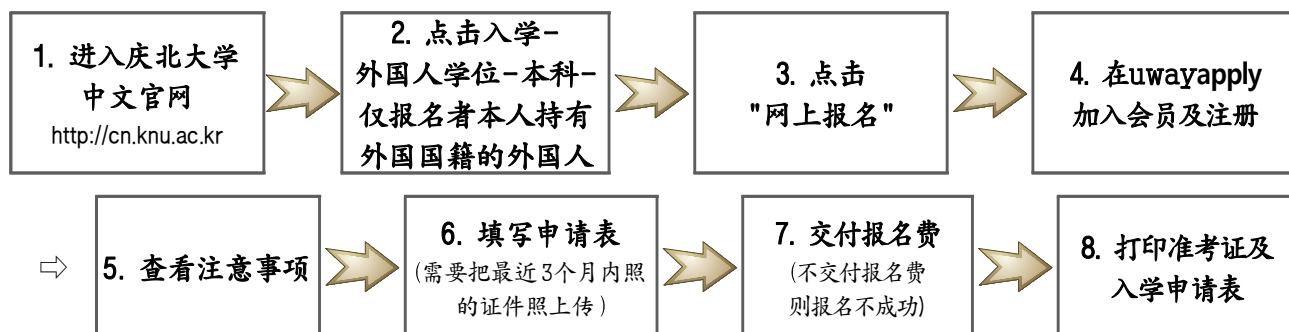 1. 进入庆北大学
中文官网
http://cn.knu.ac.kr
2. 点击入学-
外国人学位-本科-
仅报名者本人持有
外国国籍的外国人
3. 点击
"网上报名"
4. 在uwayapply
加入会员及注册
5. 查看注意事项
6. 填写申请表
(需要把最近3个月内照
的证件照上传)
7. 交付报名费
(不交付报名费
则报名不成功)
8. 打印准考证及
入学申请表